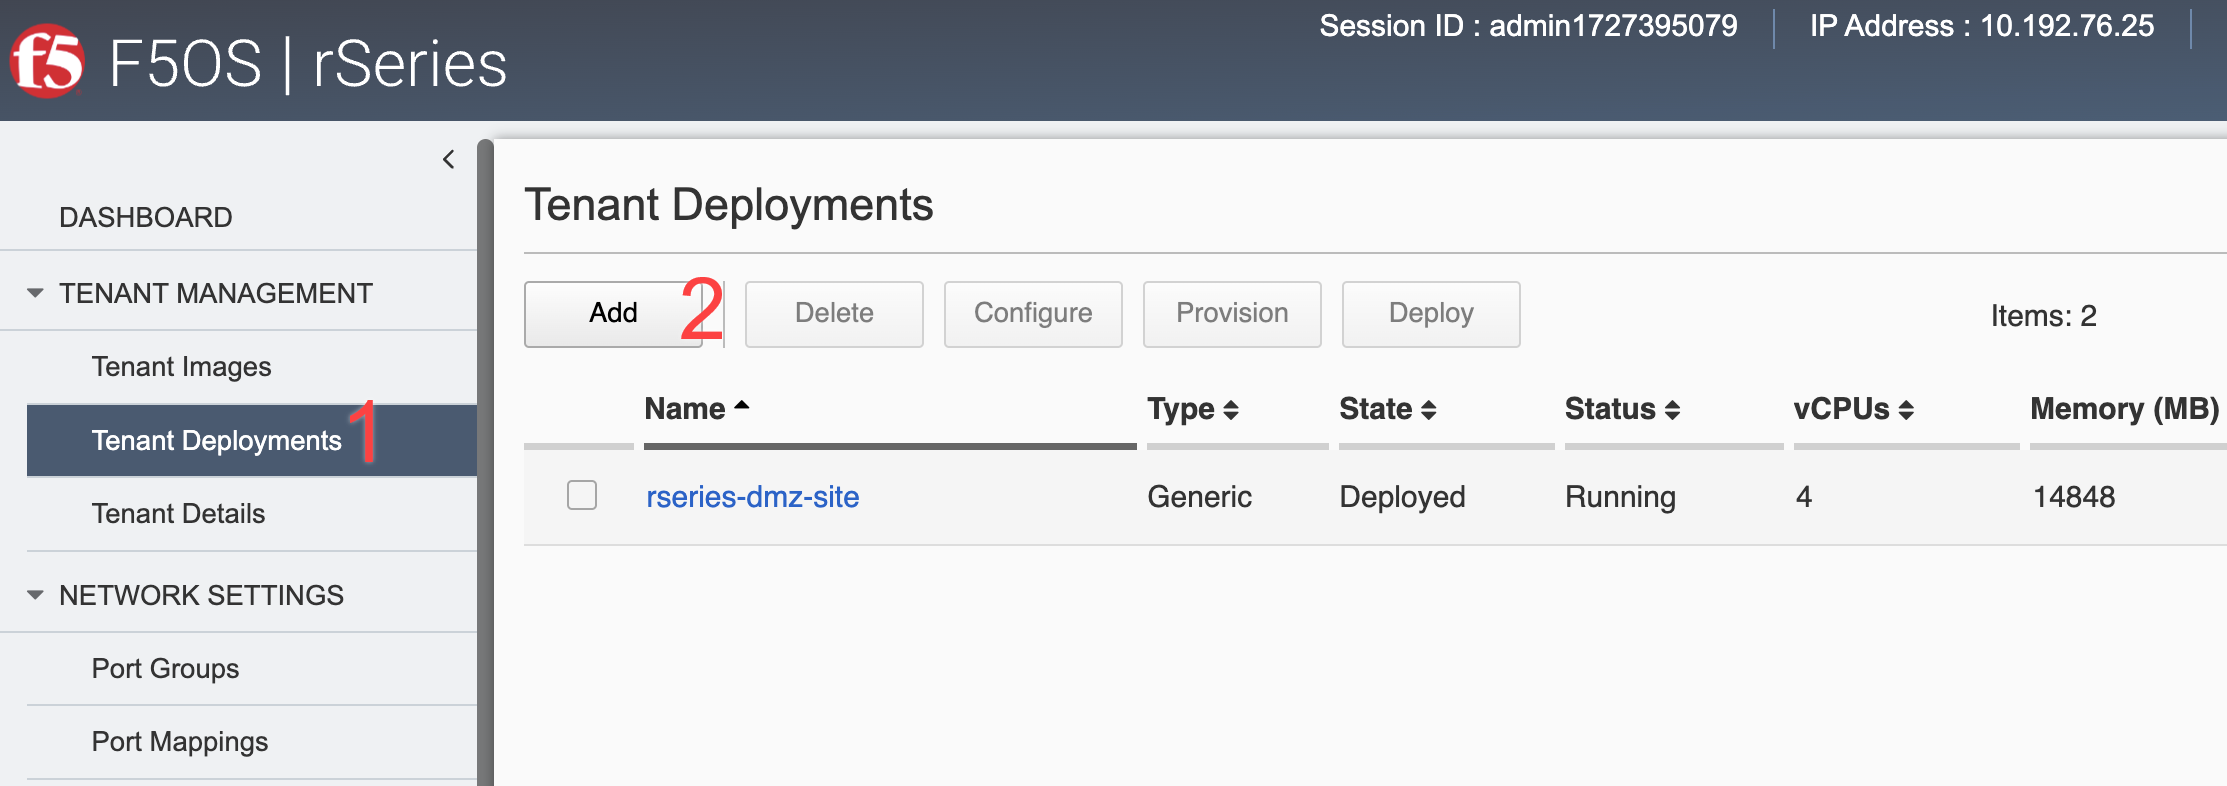 f5 F5OS | rSeries
Session ID : admin1727395079
IP Address : 10.192.76.25
DASHBOARD
TENANT MANAGEMENT
Tenant Images
Tenant Deployments 1
Tenant Details
NETWORK SETTINGS
Port Groups
Port Mappings
Tenant Deployments
Add 2 Delete Configure Provision Deploy Items: 2
Name Type State Status vCPUs Memory (MB)
rseries-dmz-site Generic Deployed Running 4 14848